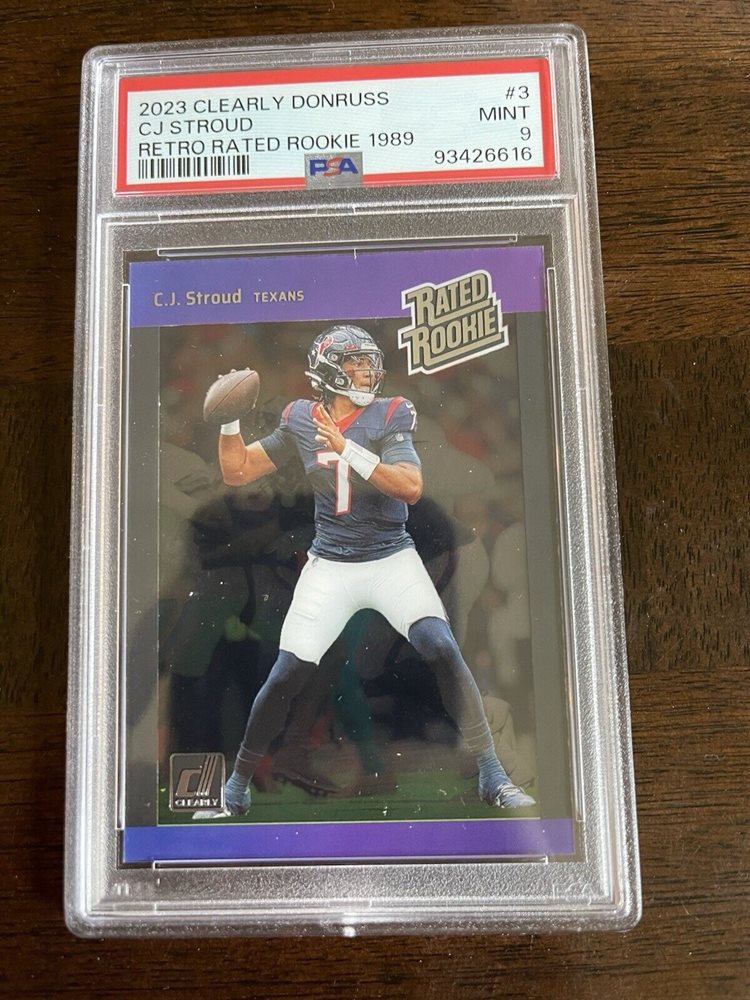 2023 CLEARLY DONRUSS #3
CJ STROUD MINT
RETRO RATED ROOKIE 1989 9
PSA 93426616
C.J. Stroud TEXANS
RATED
ROOKIE
7
7
CLEARLY